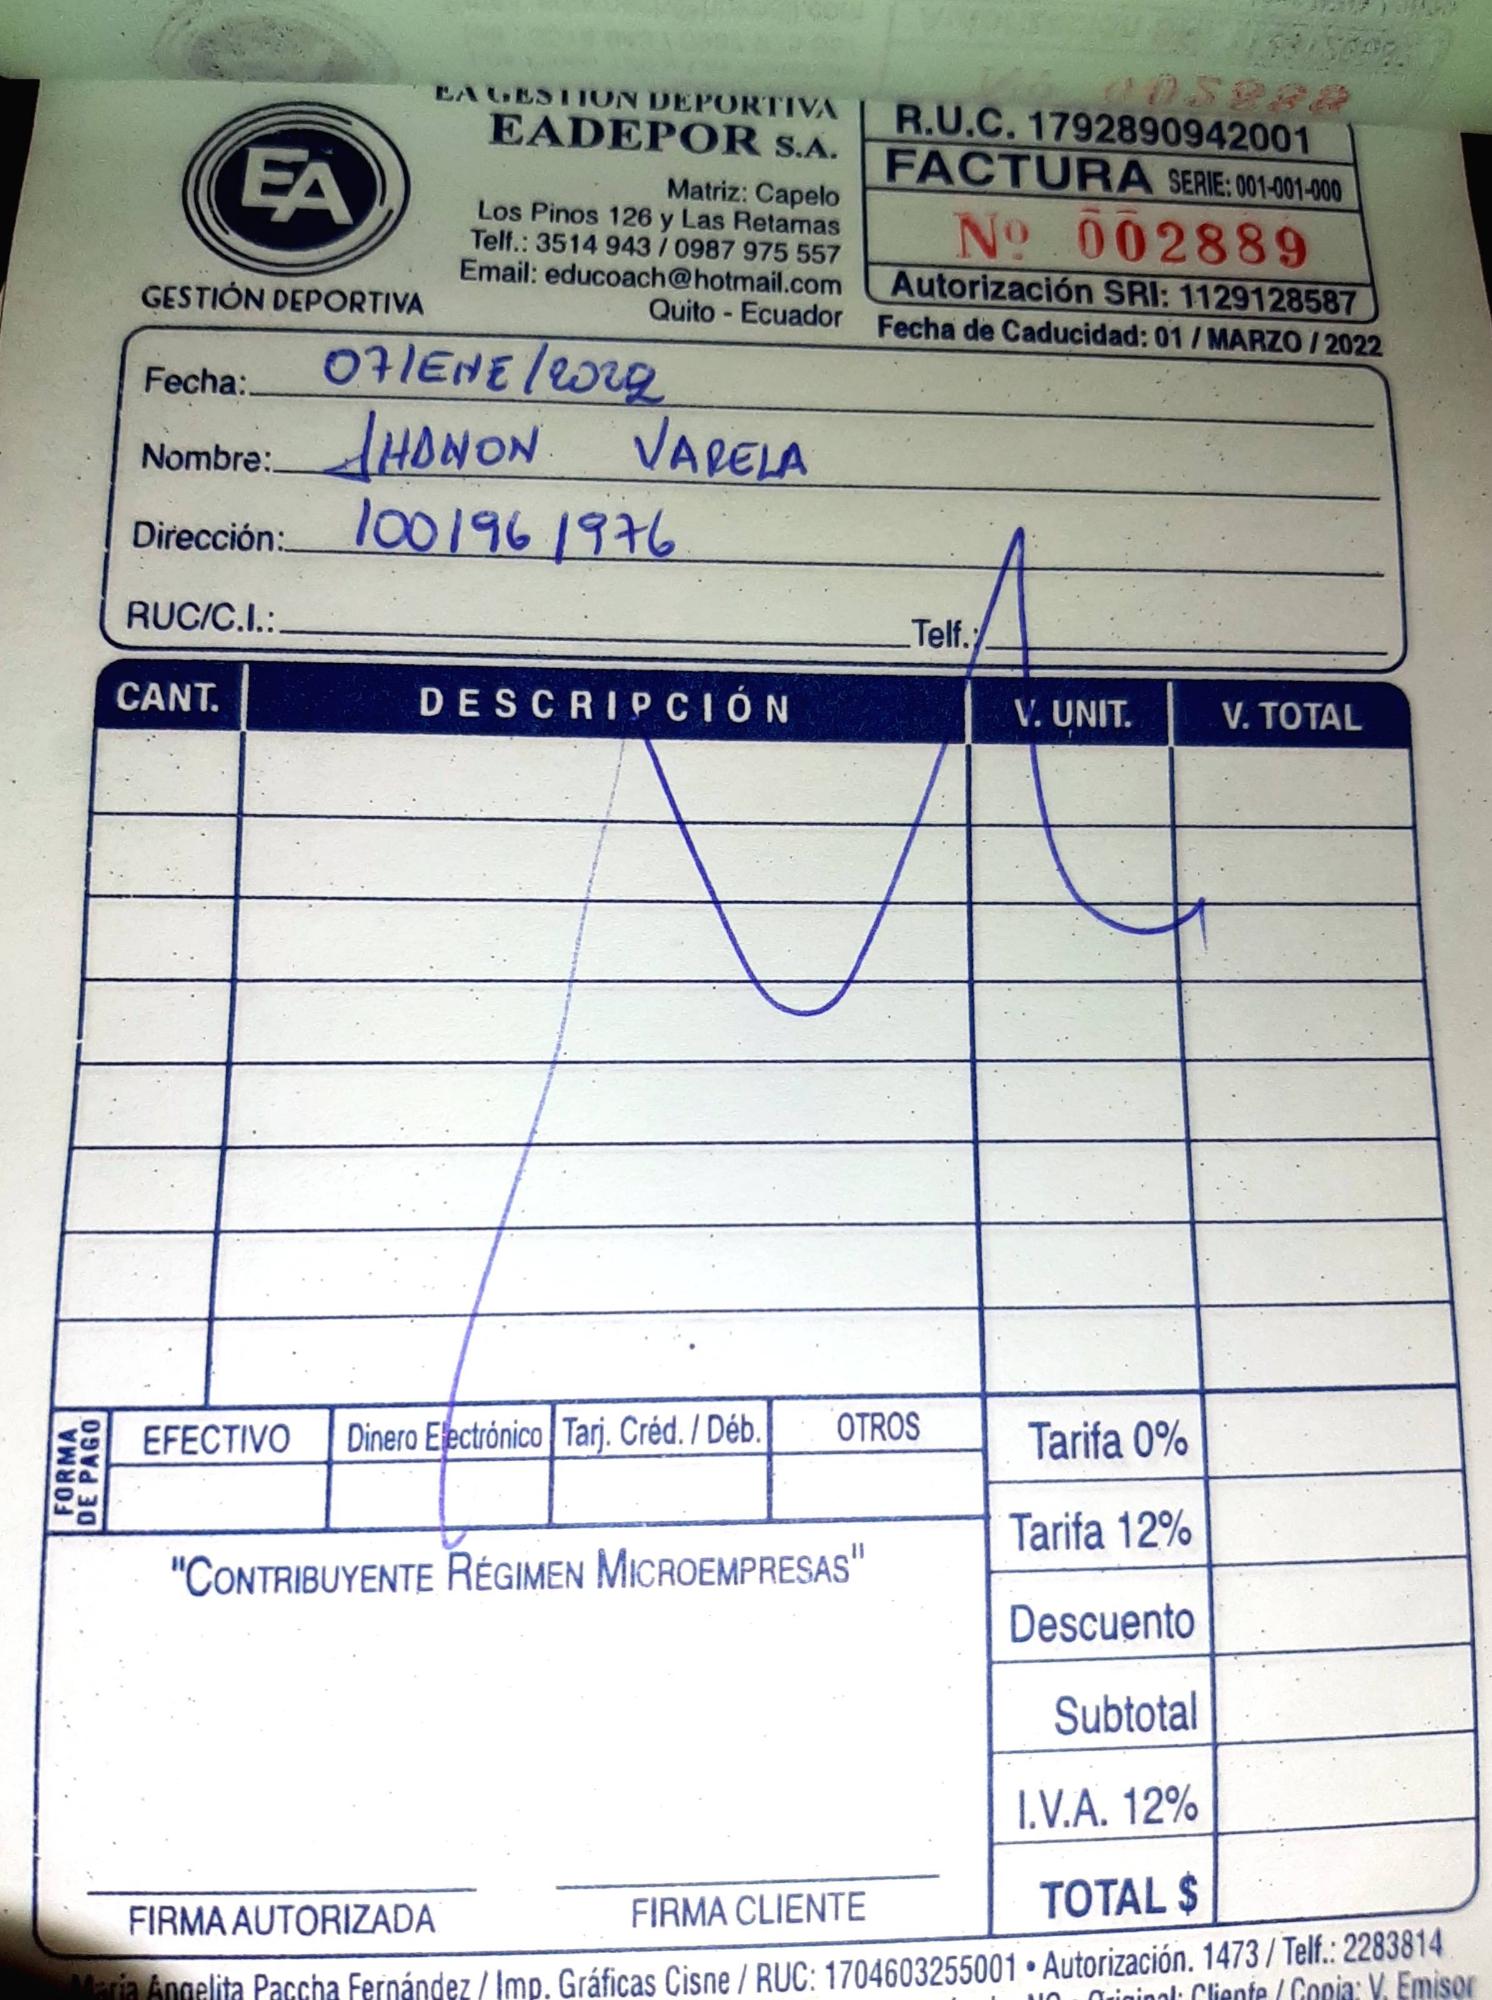 EA GESTIÓN DEPORTIVA
EADEPOR S.A.
Matriz: Capelo
Los Pinos 126 y Las Retamas
Telf.: 3514 943 / 0987 975 557
Email: educoach@hotmail.com
Quito - Ecuador
EA
GESTIÓN DEPORTIVA
R.U.C. 1792890942001
FACTURA SERIE: 001-001-000
Nº 002889
Autorización SRI: 1129128587
Fecha de Caducidad: 01 / MARZO / 2022
Fecha: 07/ENE/2022
Nombre: JHONON VARELA
Dirección: 1001961976
RUC/C.I.: Telf.:
CANT. DESCRIPCIÓN V. UNIT. V. TOTAL
FORMA DE PAGO
EFECTIVO Dinero Electrónico Tarj. Créd. / Déb. OTROS
Tarifa 0%
Tarifa 12%
"CONTRIBUYENTE RÉGIMEN MICROEMPRESAS"
Descuento
Subtotal
I.V.A. 12%
TOTAL $
FIRMA AUTORIZADA FIRMA CLIENTE
María Angelita Paccha Fernández / Imp. Gráficas Cisne / RUC: 1704603255001 • Autorización. 1473 / Telf.: 2283814
Original: Cliente / Copia: V. Emisor